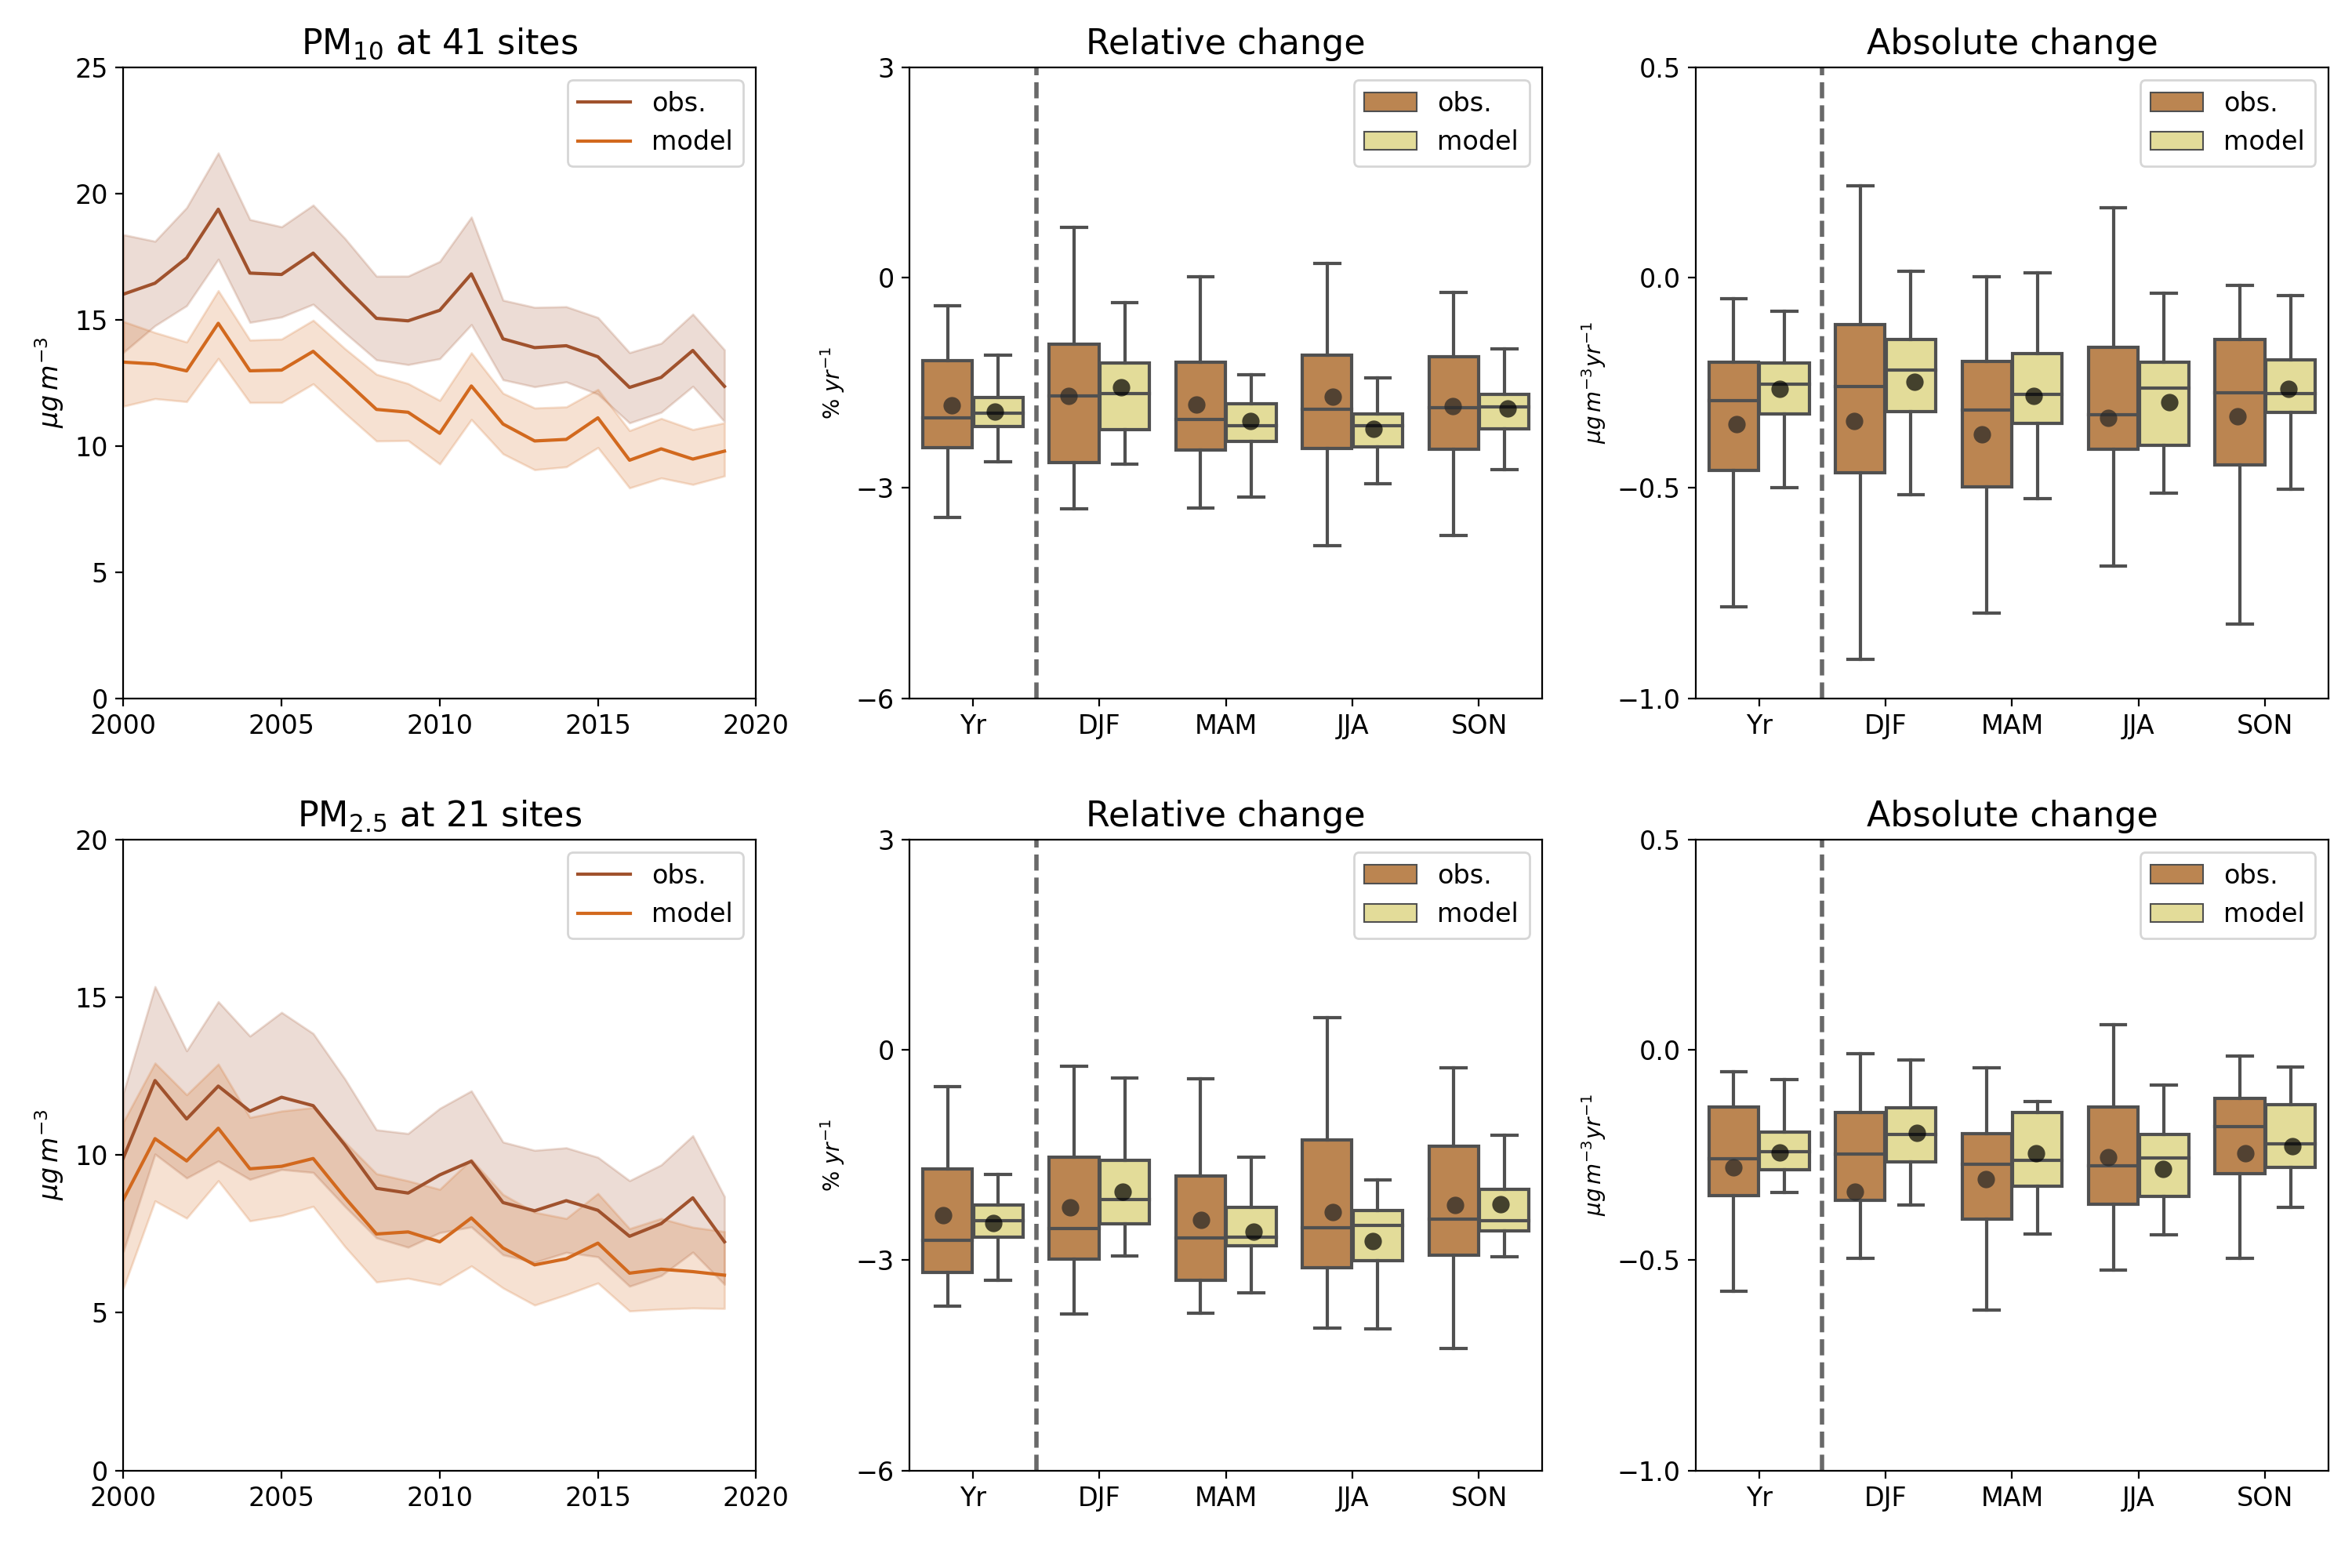 PM₁₀ at 41 sites
25
20
15
10
5
0
μg m⁻³
2000 2005 2010 2015 2020
obs.
model
Relative change
3
0
−3
−6
% yr⁻¹
Yr DJF MAM JJA SON
obs.
model
Absolute change
0.5
0.0
−0.5
−1.0
μg m⁻³yr⁻¹
Yr DJF MAM JJA SON
obs.
model
PM₂.₅ at 21 sites
20
15
10
5
0
μg m⁻³
2000 2005 2010 2015 2020
obs.
model
Relative change
3
0
−3
−6
% yr⁻¹
Yr DJF MAM JJA SON
obs.
model
Absolute change
0.5
0.0
−0.5
−1.0
μg m⁻³yr⁻¹
Yr DJF MAM JJA SON
obs.
model